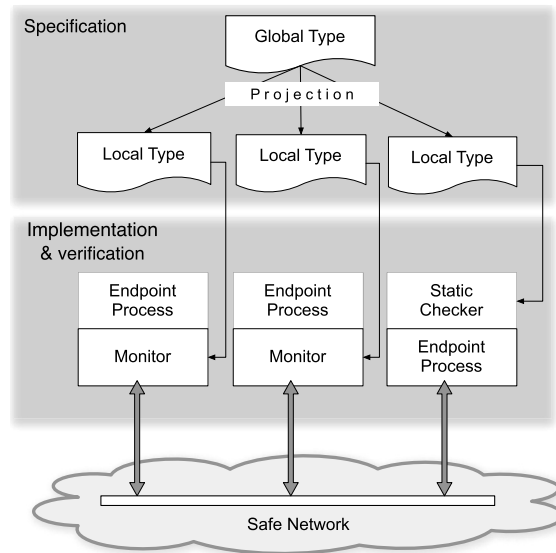 Specification
Global Type
Projection
Local Type
Local Type
Local Type
Implementation
& verification
Endpoint
Process
Monitor
Endpoint
Process
Monitor
Static
Checker
Endpoint
Process
Safe Network